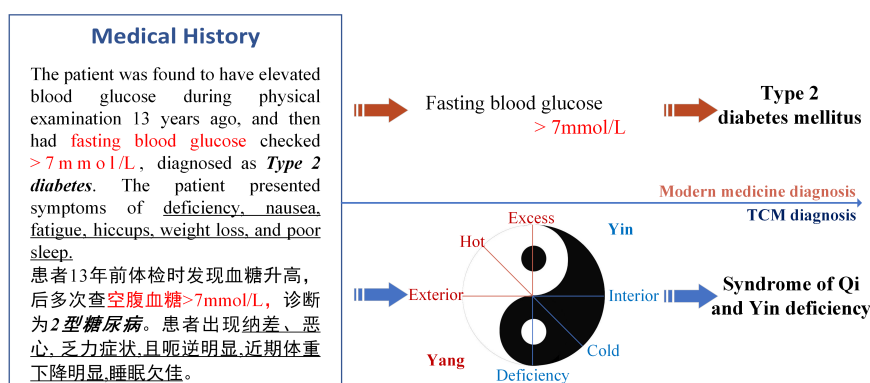 Medical History
The patient was found to have elevated
blood glucose during physical
examination 13 years ago, and then
had fasting blood glucose checked
>7mmol/L, diagnosed as Type 2
diabetes. The patient presented
symptoms of deficiency, nausea,
fatigue, hiccups, weight loss, and poor
sleep.
患者13年前体检时发现血糖升高，
后多次查空腹血糖>7mmol/L，诊断
为2型糖尿病。患者出现纳差、恶
心, 乏力症状,且呃逆明显,近期体重
下降明显,睡眠欠佳。
Fasting blood glucose
> 7mmol/L
Type 2
diabetes mellitus
Modern medicine diagnosis
TCM diagnosis
Excess
Yin
Hot
Exterior
Interior
Cold
Yang
Deficiency
Syndrome of Qi
and Yin deficiency